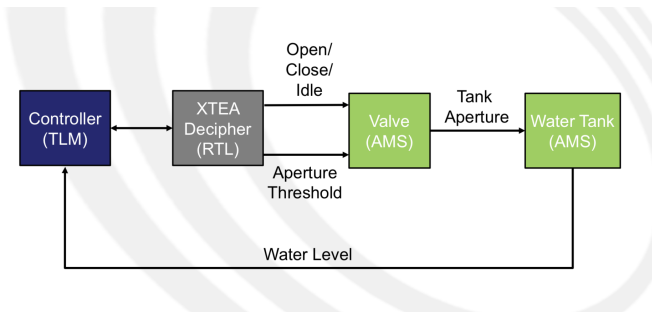 Open/
Close/
Idle
Controller
(TLM)
XTEA
Decipher
(RTL)
Valve
(AMS)
Tank
Aperture
Water Tank
(AMS)
Aperture
Threshold
Water Level